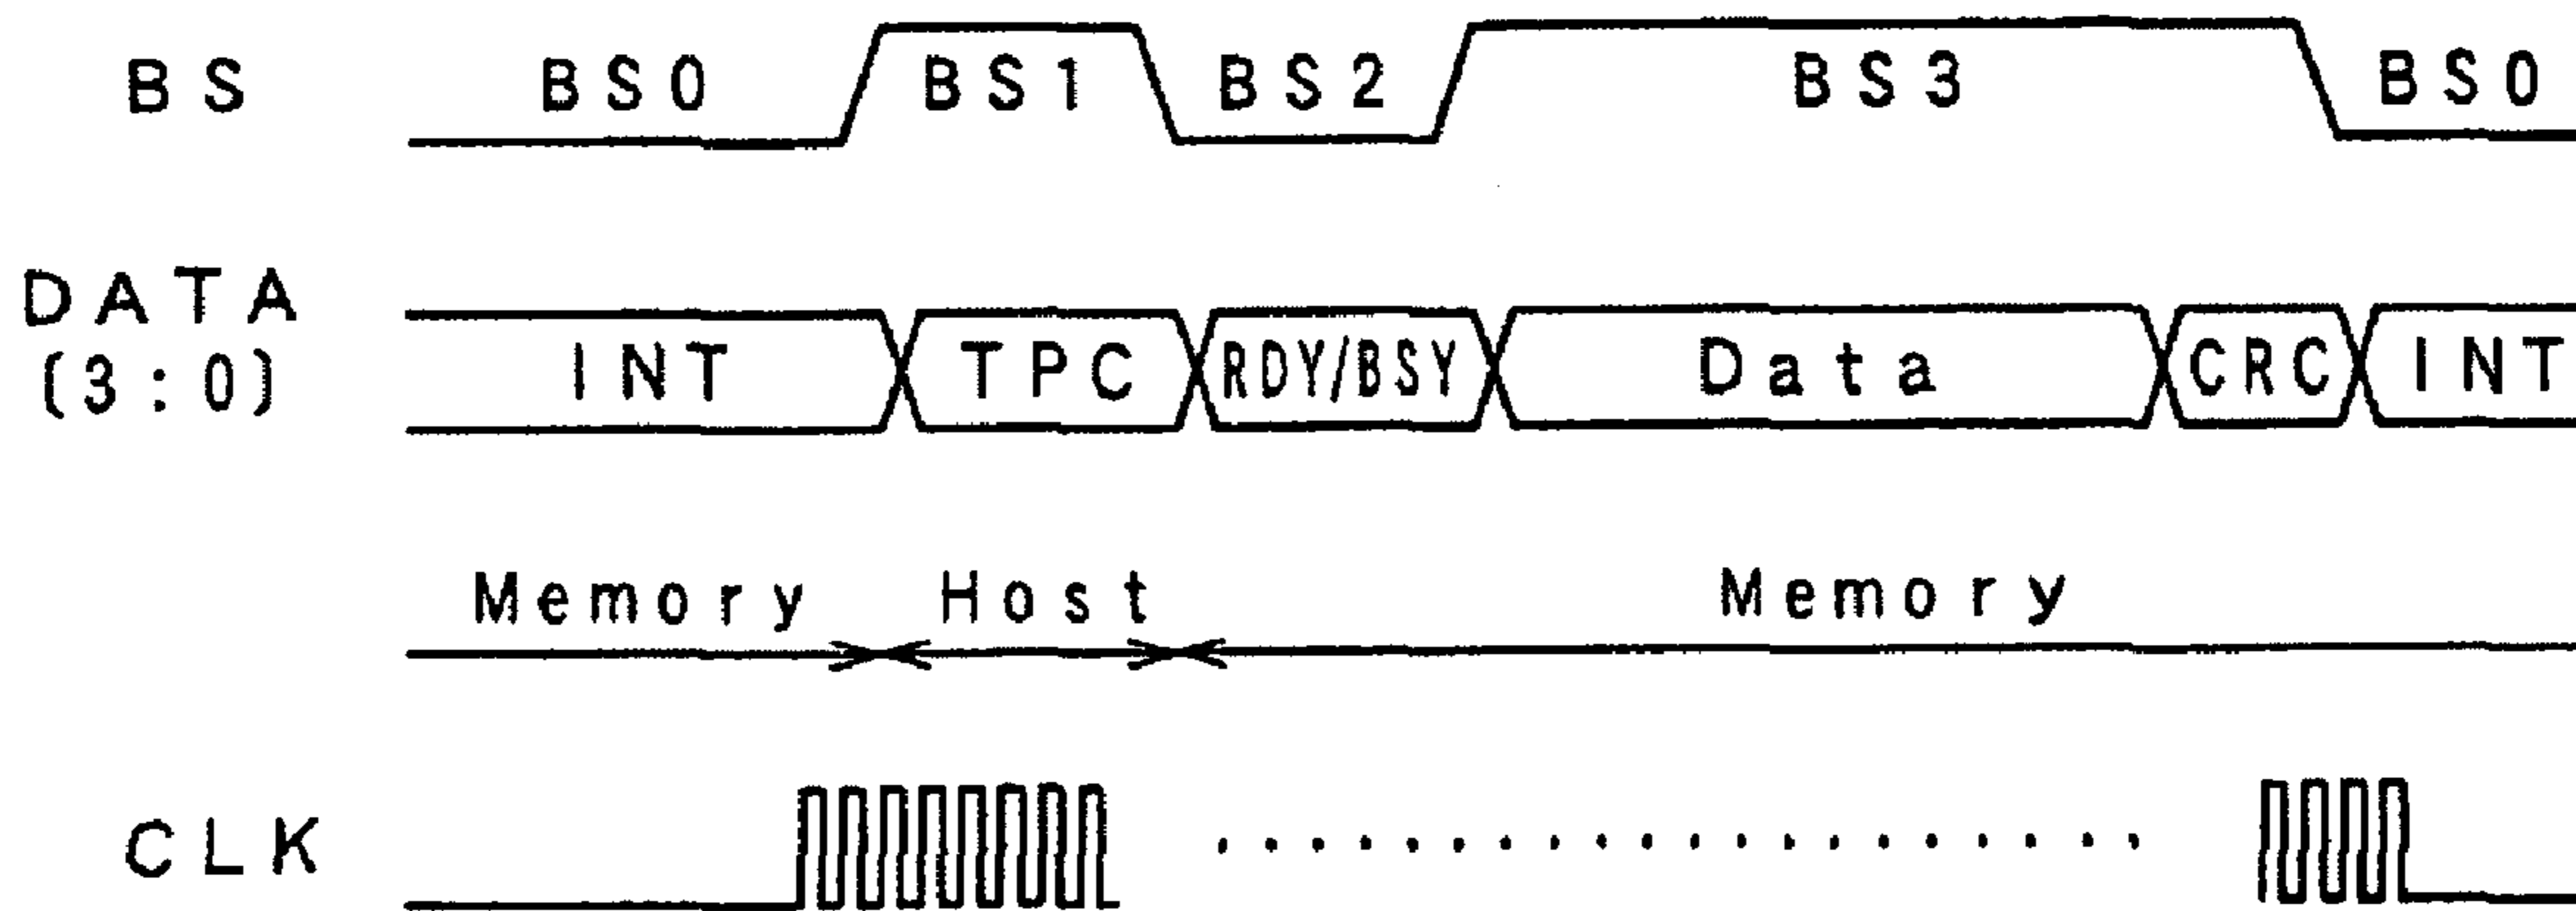 BS BS0 BS1 BS2 BS3 BS0
DATA
(3:0) INT TPC RDY/BSY Data CRC INT
Memory Host Memory
CLK